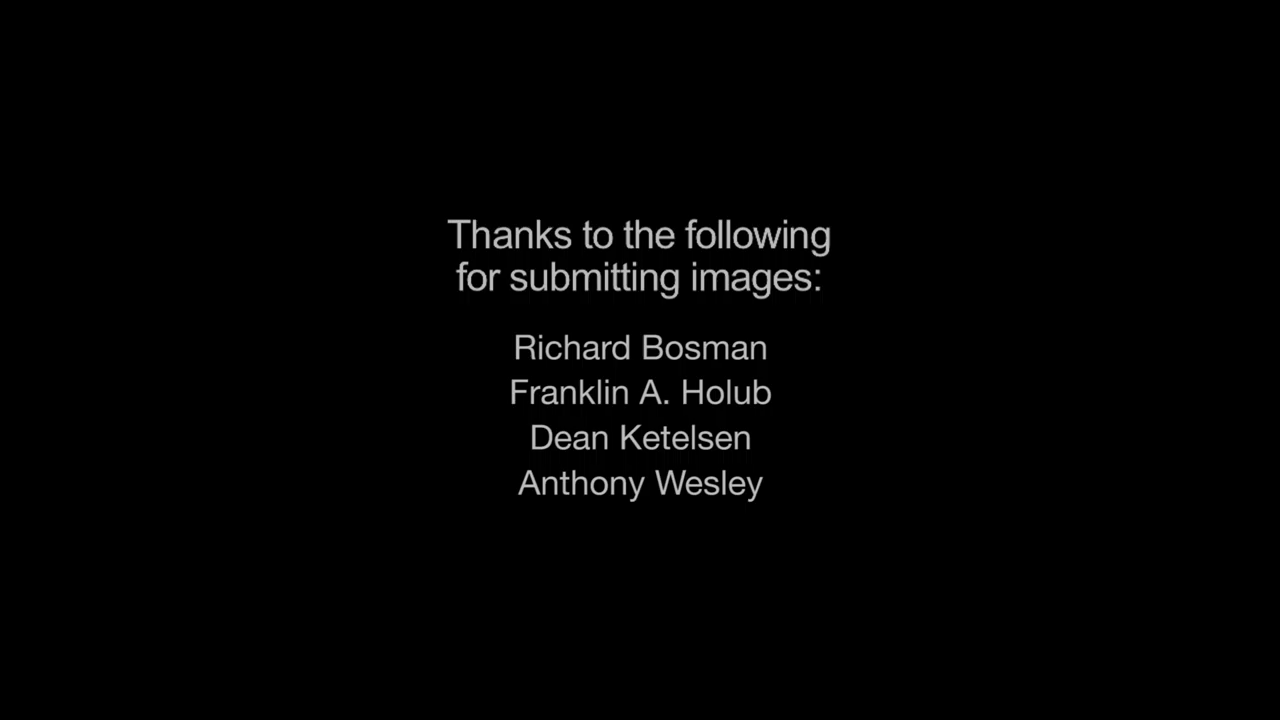 Thanks to the following
for submitting images:
Richard Bosman
Franklin A. Holub
Dean Ketelsen
Anthony Wesley